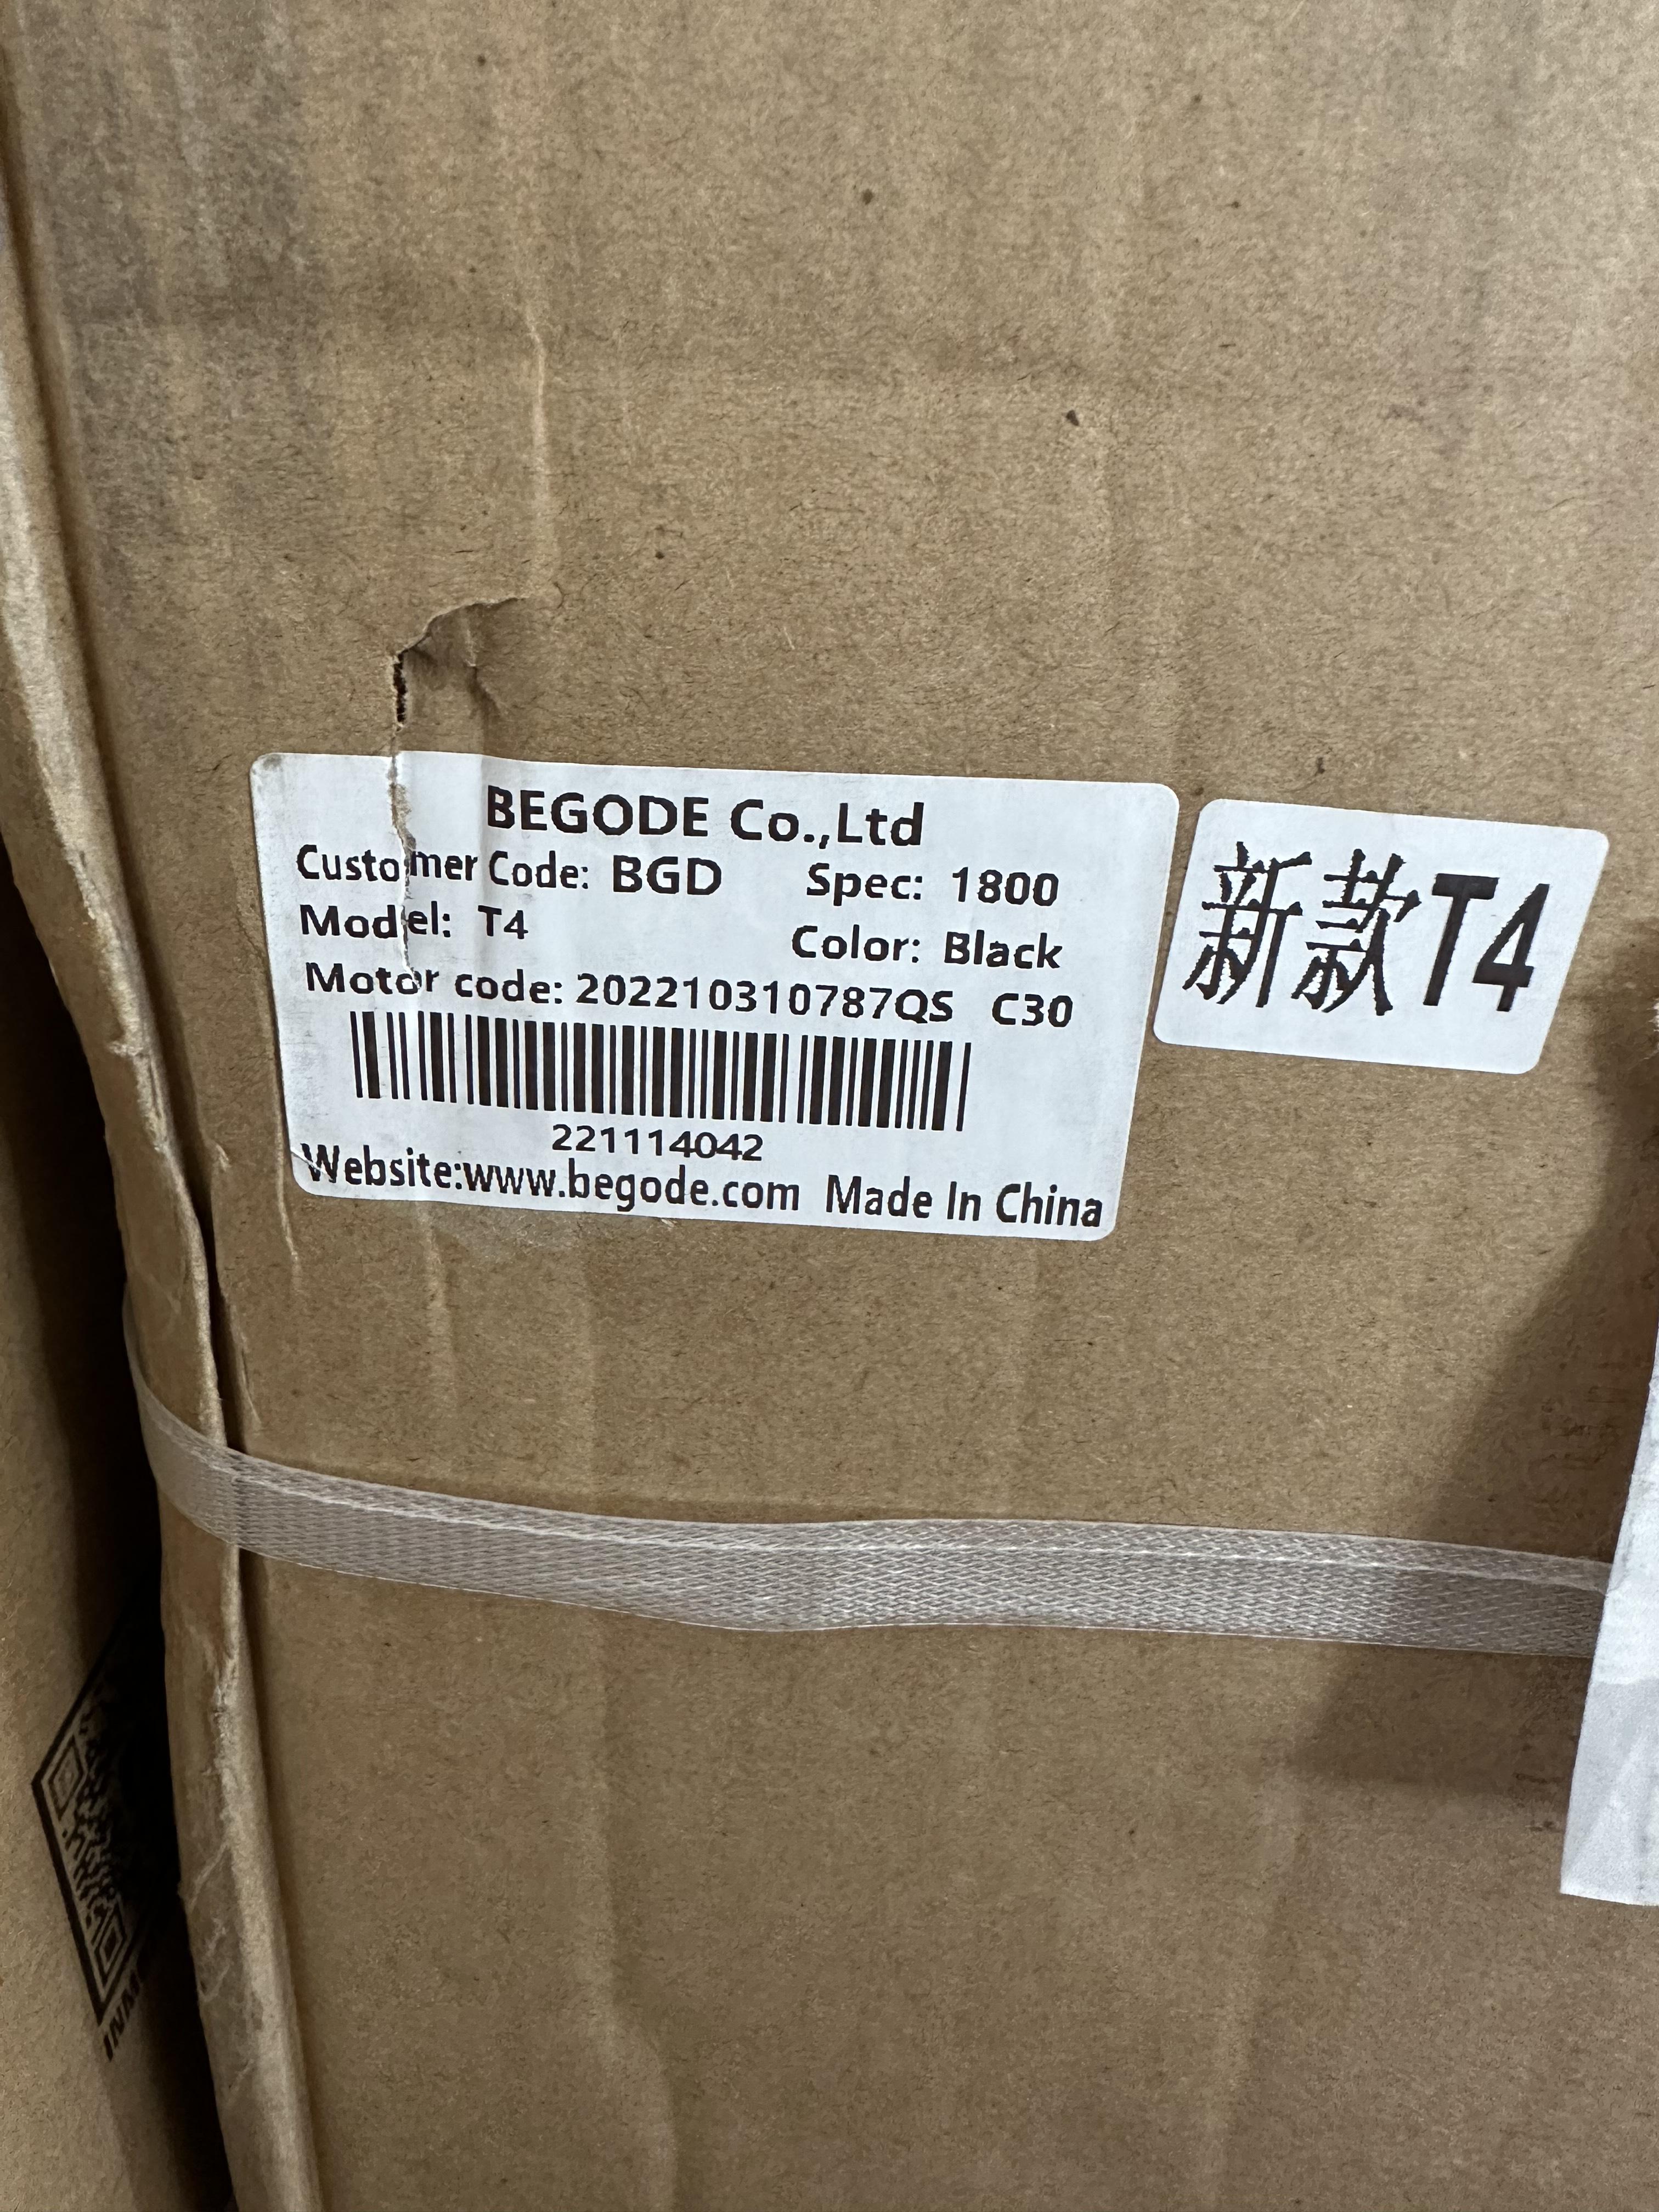 BEGODE Co.,Ltd
Customer Code: BGD Spec: 1800
Model: T4 Color: Black
Motor code: 202210310787QS C30
221114042
Website:www.begode.com Made In China
新款T4